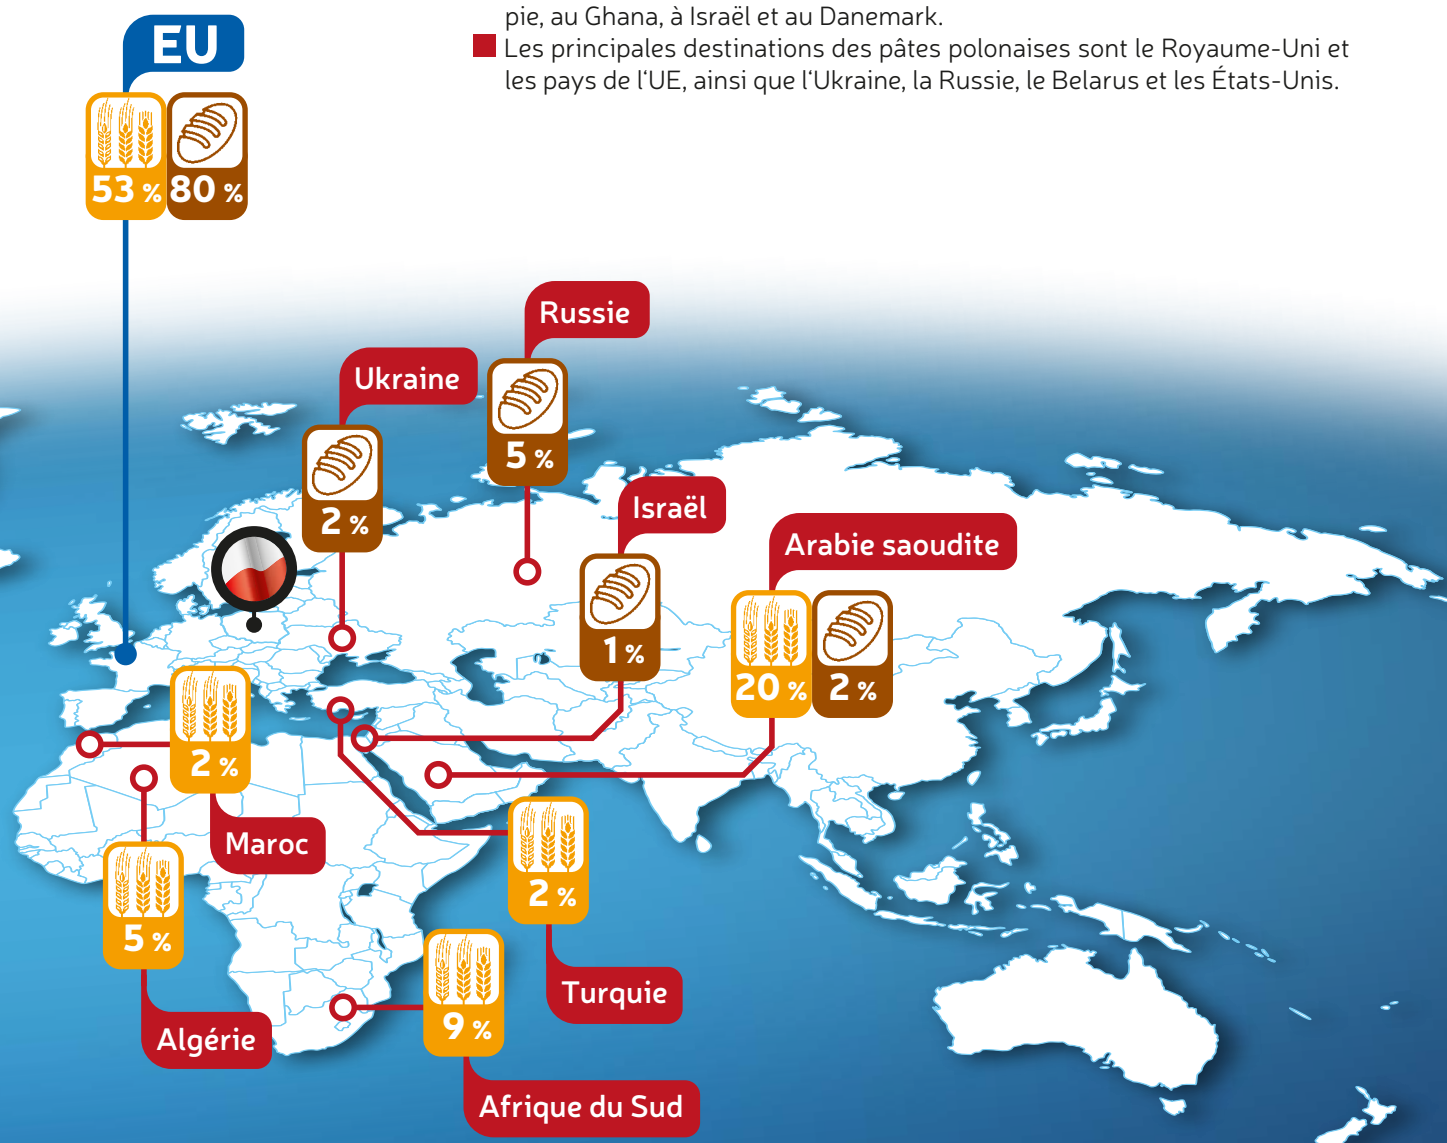 pie, au Ghana, à Israël et au Danemark.
Les principales destinations des pâtes polonaises sont le Royaume-Uni et
les pays de l‘UE, ainsi que l‘Ukraine, la Russie, le Belarus et les États-Unis.
EU
53 % 80 %
Russie
5 %
Ukraine
2 %
Israël
1 %
Arabie saoudite
20 % 2 %
2 %
Maroc
5 %
Algérie
2 %
Turquie
9 %
Afrique du Sud